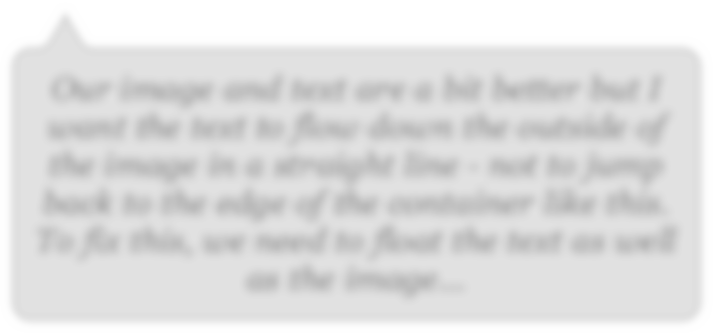 Our image and text are a bit better but I
want the text to flow down the outside of
the image in a straight line - not to jump
back to the edge of the container like this.
To fix this, we need to float the text as well
as the image...